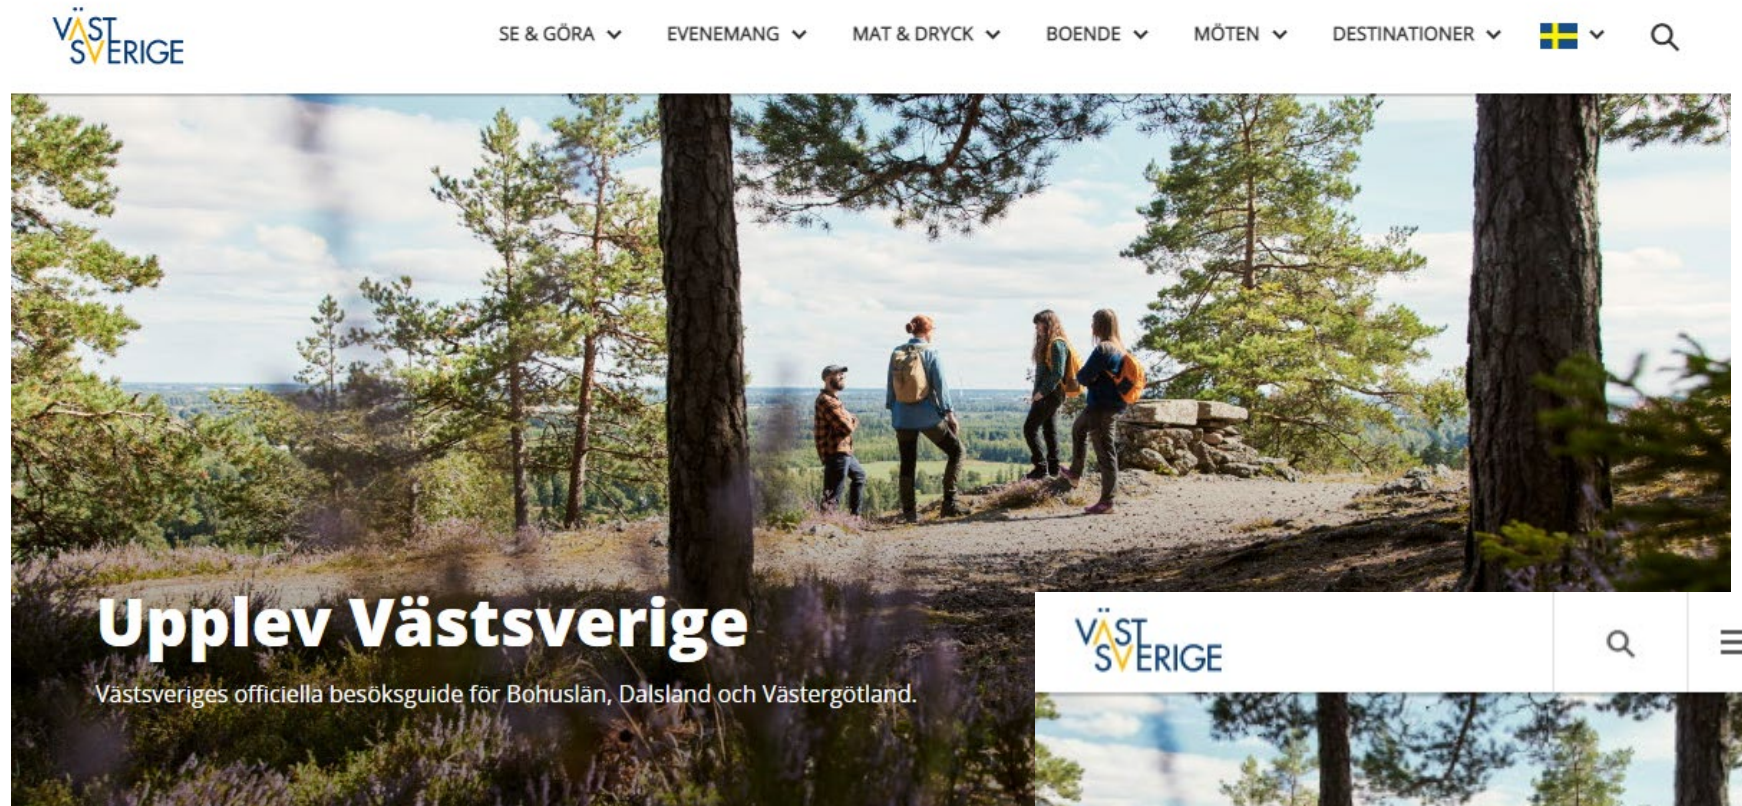 VÄST
SVERIGE
SE & GÖRA
EVENEMANG
MAT & DRYCK
BOENDE
MÖTEN
DESTINATIONER
Upplev Västsverige
Västsveriges officiella besöksguide för Bohuslän, Dalsland och Västergötland.
VÄST
SVERIGE